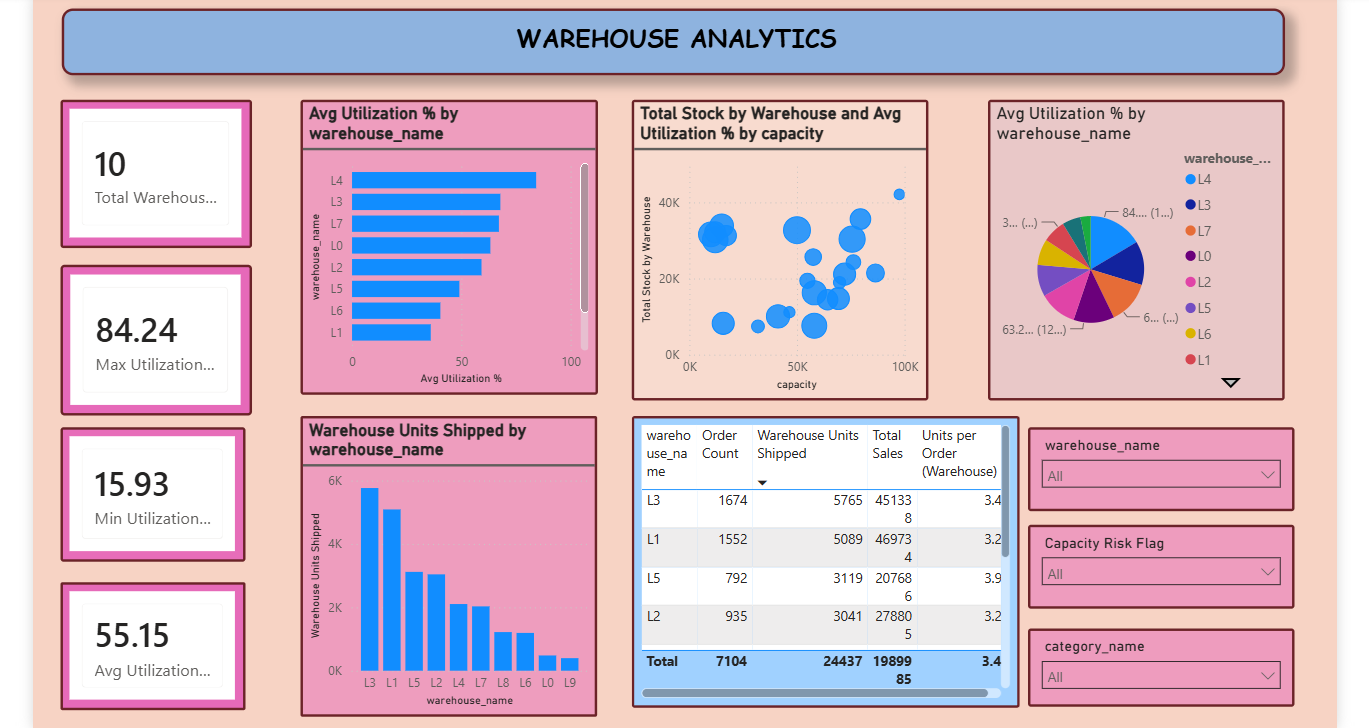 WAREHOUSE ANALYTICS
10
Total Warehous...
84.24
Max Utilization...
15.93
Min Utilization...
55.15
Avg Utilization...
Avg Utilization % by
warehouse_name
warehouse_name
L4
L3
L7
L0
L2
L5
L6
L1
0
50
100
Avg Utilization %
Total Stock by Warehouse and Avg
Utilization % by capacity
Total Stock by Warehouse
40K
20K
0K
0K
50K
100K
capacity
Avg Utilization % by
warehouse_name
84.... (1...)
6... (...)
63.2... (12...)
3... (...)
warehouse_...
L4
L3
L7
L0
L2
L5
L6
L1
Warehouse Units Shipped by
warehouse_name
Warehouse Units Shipped
6K
4K
2K
0K
L3 L1 L5 L2 L4 L7 L8 L6 L0 L9
warehouse_name
wareho Order Warehouse Units Total Units per
use_na Count Shipped Sales Order
me (Warehouse)
L3 1674 5765 45133 3.4
8
L1 1552 5089 46973 3.2
4
L5 792 3119 20768 3.9
6
L2 935 3041 27880 3.2
5
Total 7104 24437 19899 3.4
85
warehouse_name
All
Capacity Risk Flag
All
category_name
All